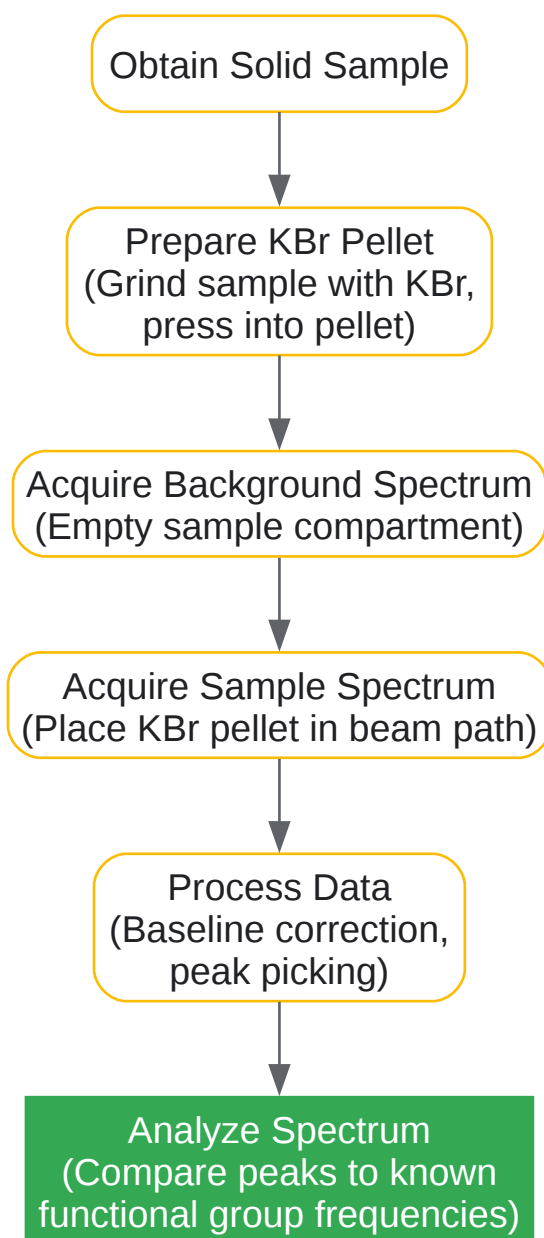 Obtain Solid Sample
Prepare KBr Pellet
(Grind sample with KBr,
press into pellet)
Acquire Background Spectrum
(Empty sample compartment)
Acquire Sample Spectrum
(Place KBr pellet in beam path)
Process Data
(Baseline correction,
peak picking)
Analyze Spectrum
(Compare peaks to known
functional group frequencies)